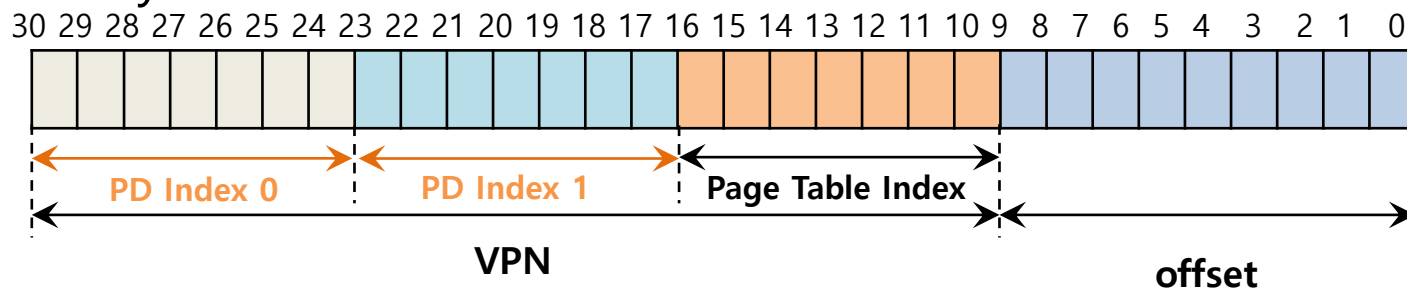 30 29 28 27 26 25 24 23 22 21 20 19 18 17 16 15 14 13 12 11 10 9 8 7 6 5 4 3 2 1 0
PD Index 0 PD Index 1 Page Table Index
VPN
offset